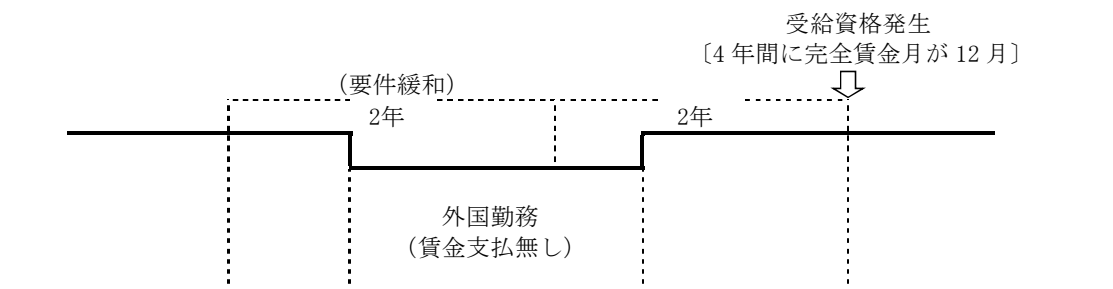 受給資格発生
〔4年間に完全賃金月が12月〕
(要件緩和)
2年 2年
外国勤務
(賃金支払無し)